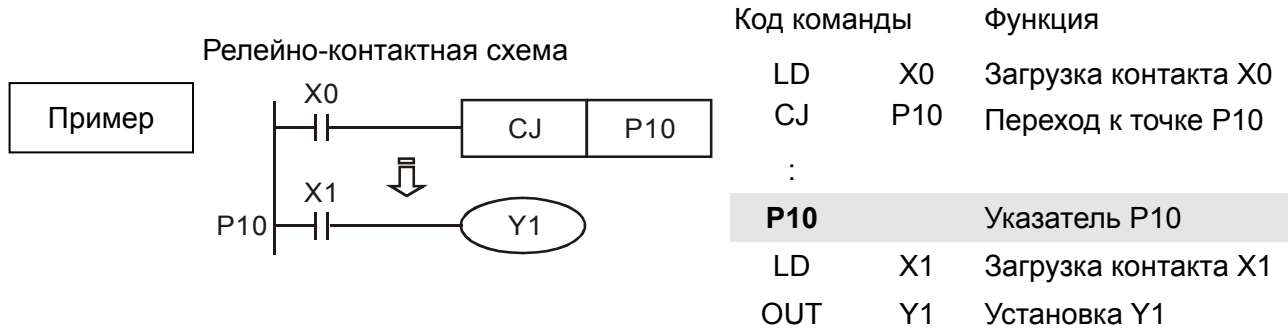 Пример
Релейно-контактная схема
X0
CJ P10
X1
P10 Y1
Код команды Функция
LD X0 Загрузка контакта X0
CJ P10 Переход к точке P10
:
P10 Указатель P10
LD X1 Загрузка контакта X1
OUT Y1 Установка Y1